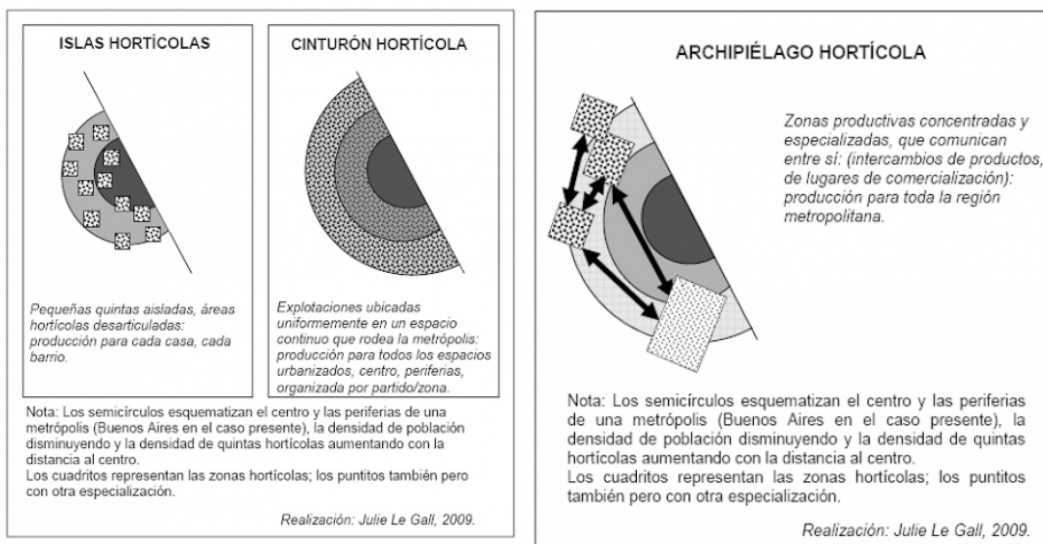 ISLAS HORTÍCOLAS
Pequeñas quintas aisladas, áreas
hortícolas desarticuladas:
producción para cada casa, cada
barrio.
CINTURÓN HORTÍCOLA
Explotaciones ubicadas
uniformemente en un espacio
continuo que rodea la metrópolis:
producción para todos los espacios
urbanizados, centro, periferias,
organizada por partido/zona.
Nota: Los semicírculos esquematizan el centro y las periferias de una
metrópolis (Buenos Aires en el caso presente), la densidad de población
disminuyendo y la densidad de quintas hortícolas aumentando con la
distancia al centro.
Los cuadritos representan las zonas hortícolas; los puntitos también pero
con otra especialización.
Realización: Julie Le Gall, 2009.
ARCHIPIÉLAGO HORTÍCOLA
Zonas productivas concentradas y
especializadas, que comunican
entre sí: (intercambios de productos,
de lugares de comercialización):
producción para toda la región
metropolitana.
Nota: Los semicírculos esquematizan el centro y las periferias
de una metrópolis (Buenos Aires en el caso presente), la
densidad de población disminuyendo y la densidad de quintas
hortícolas aumentando con la distancia al centro.
Los cuadritos representan las zonas hortícolas; los puntitos
también pero con otra especialización.
Realización: Julie Le Gall, 2009.